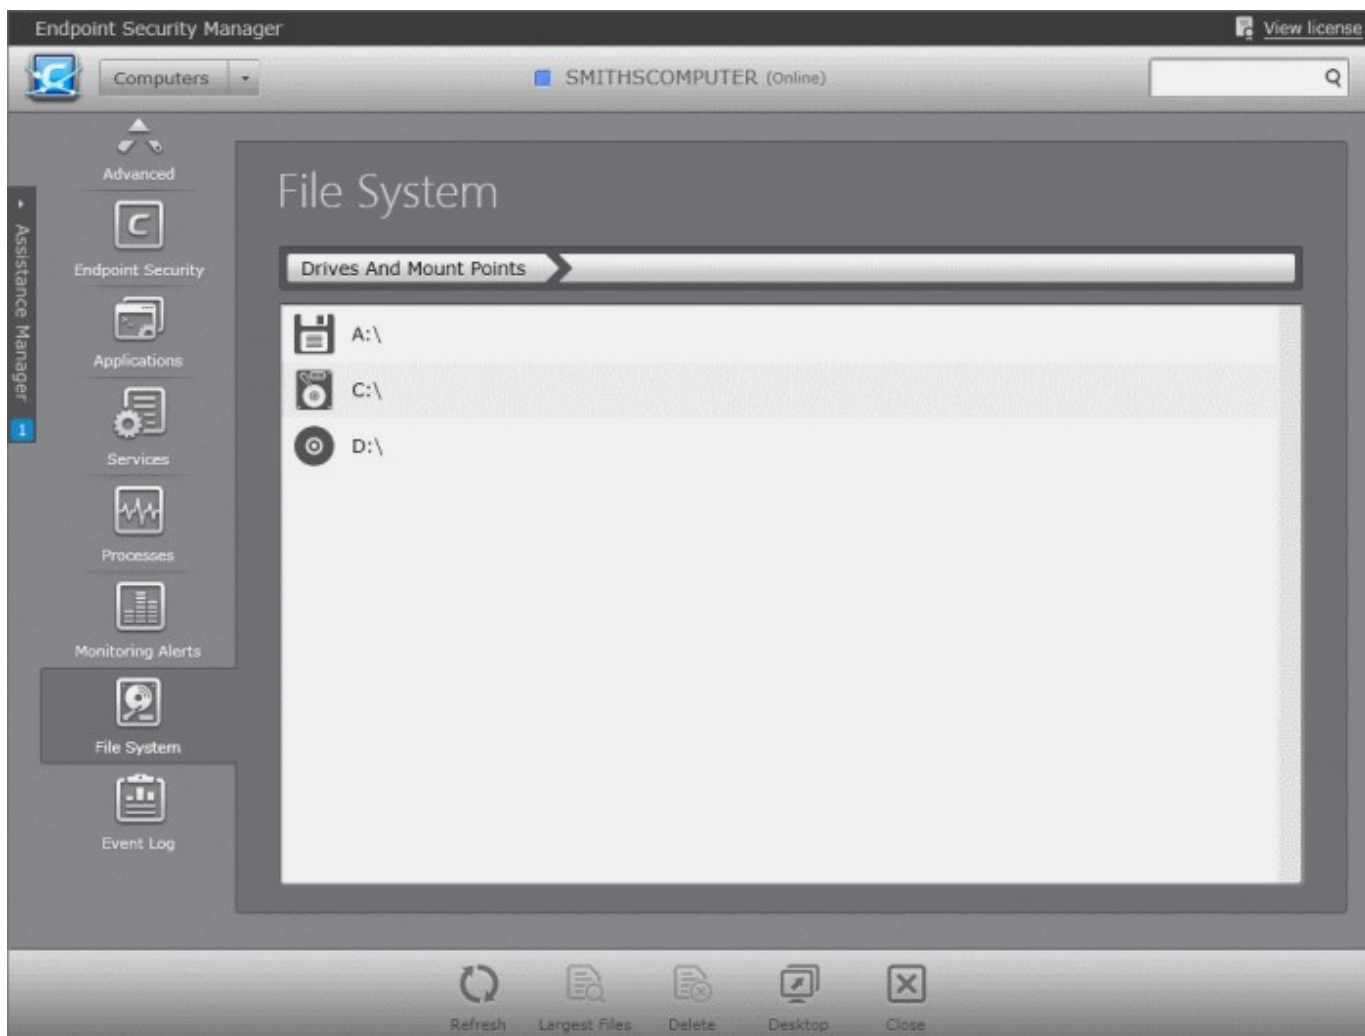 Endpoint Security Manager
View license
Computers
SMITHSCOMPUTER (Online)
Advanced
Endpoint Security
Applications
Services
Processes
Monitoring Alerts
File System
Event Log
Assistance Manager
1
File System
Drives And Mount Points
A:\
C:\
D:\
Refresh
Largest Files
Delete
Desktop
Close